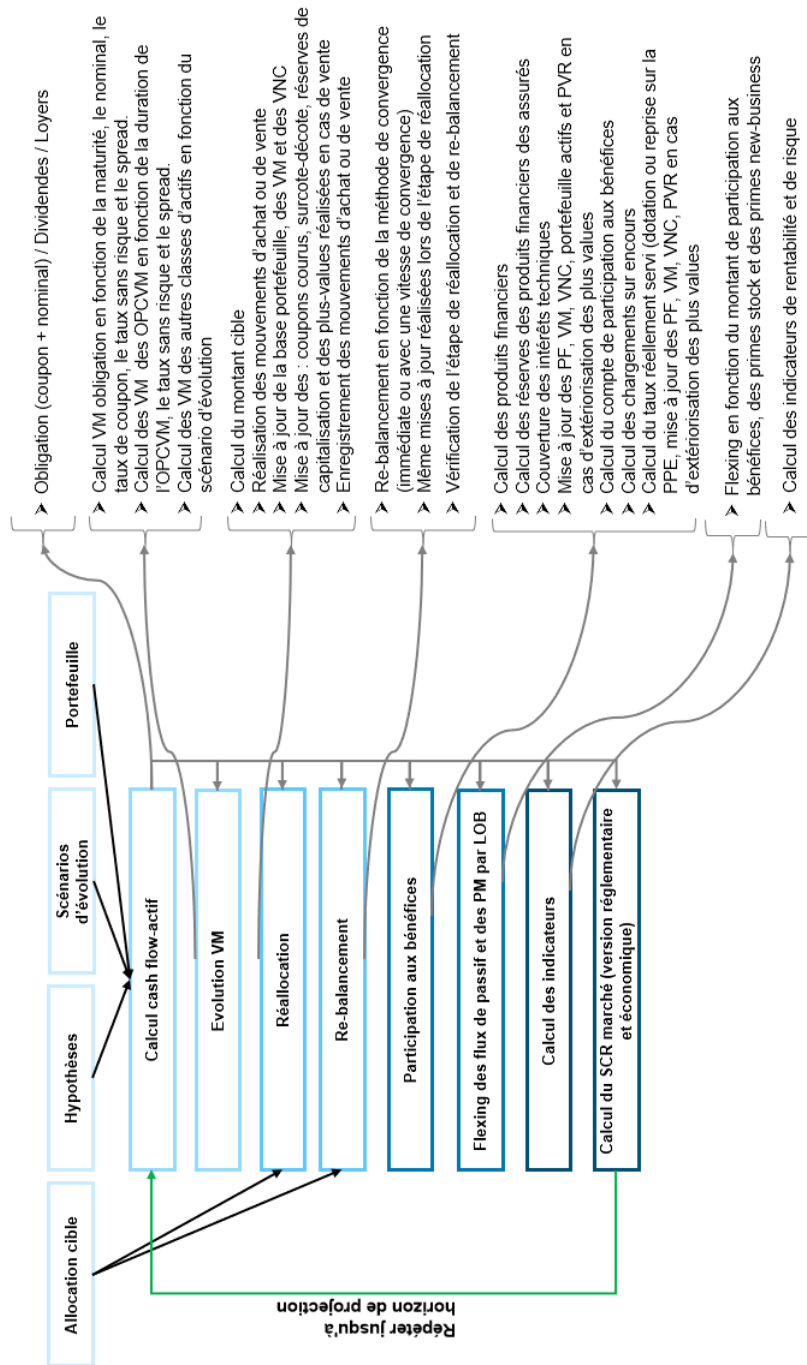 Allocation cible
Hypothèses
Scénarios
d'évolution
Portefeuille
Calcul cash flow-actif
Evolution VM
Réallocation
Re-balancement
Participation aux bénéfices
Flexing des flux de passif et des PM par LOB
Calcul des indicateurs
Calcul du SCR marché (version réglementaire
et économique)
Répéter jusqu'à
horizon de projection
➢ Obligation (coupon + nominal) / Dividendes / Loyers
➢ Calcul VM obligation en fonction de la maturité, le nominal, le
taux de coupon, le taux sans risque et le spread.
➢ Calcul des VM des OPCVM en fonction de la duration de
l'OPCVM, le taux sans risque et le spread.
➢ Calcul des VM des autres classes d'actifs en fonction du
scénario d'évolution
➢ Calcul du montant cible
➢ Réalisation des mouvements d'achat ou de vente
➢ Mise à jour de la base portefeuille, des VM et des VNC
➢ Mise à jour des : coupons courus, surcote-décote, réserves de
capitalisation et des plus-values réalisées en cas de vente
➢ Enregistrement des mouvements d'achat ou de vente
➢ Re-balancement en fonction de la méthode de convergence
(immédiate ou avec une vitesse de convergence)
➢ Même mises à jour réalisées lors de l'étape de réallocation
➢ Vérification de l'étape de réallocation et de re-balancement
➢ Calcul des produits financiers
➢ Calcul des réserves des produits financiers des assurés
➢ Couverture des intérêts techniques
➢ Mise à jour des PF, VM, VNC, portefeuille actifs et PVR en
cas d'extériorisation des plus values
➢ Calcul du compte de participation aux bénéfices
➢ Calcul des chargements sur encours
➢ Calcul du taux réellement servi (dotation ou reprise sur la
PPE, mise à jour des PF, VM, VNC, PVR en cas
d'extériorisation des plus values
➢ Flexing en fonction du montant de participation aux
bénéfices, des primes stock et des primes new-business
➢ Calcul des indicateurs de rentabilité et de risque